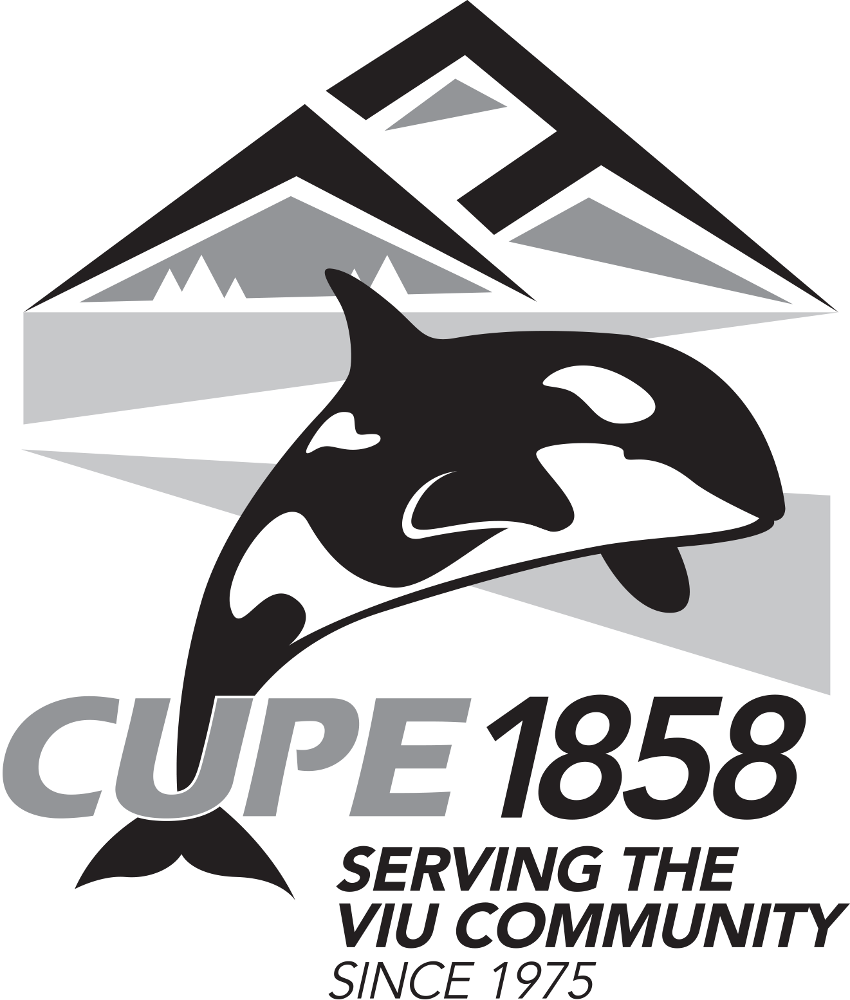 CUPE 1858
SERVING THE
VIU COMMUNITY
SINCE 1975